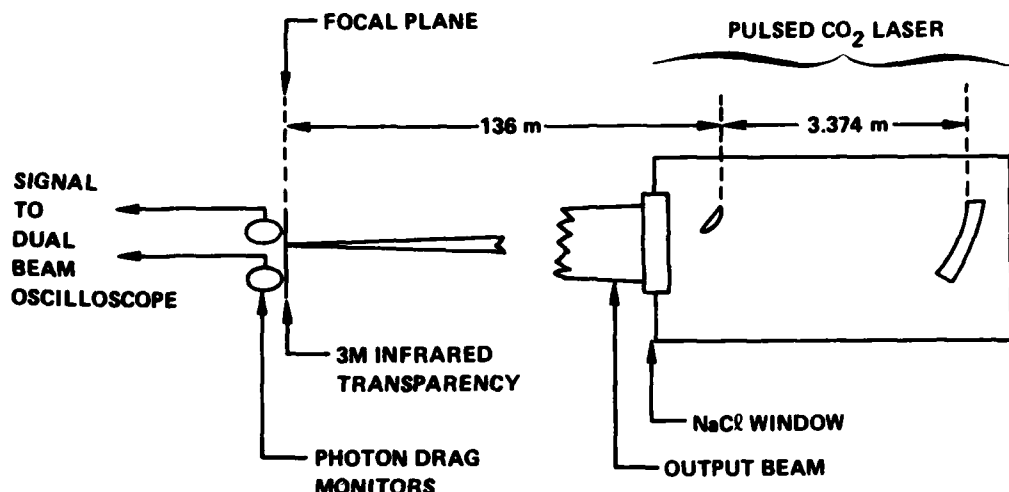 FOCAL PLANE
PULSED CO₂ LASER
136 m
3.374 m
SIGNAL
TO
DUAL
BEAM
OSCILLOSCOPE
3M INFRARED
TRANSPARENCY
NaCℓ WINDOW
PHOTON DRAG
MONITORS
OUTPUT BEAM